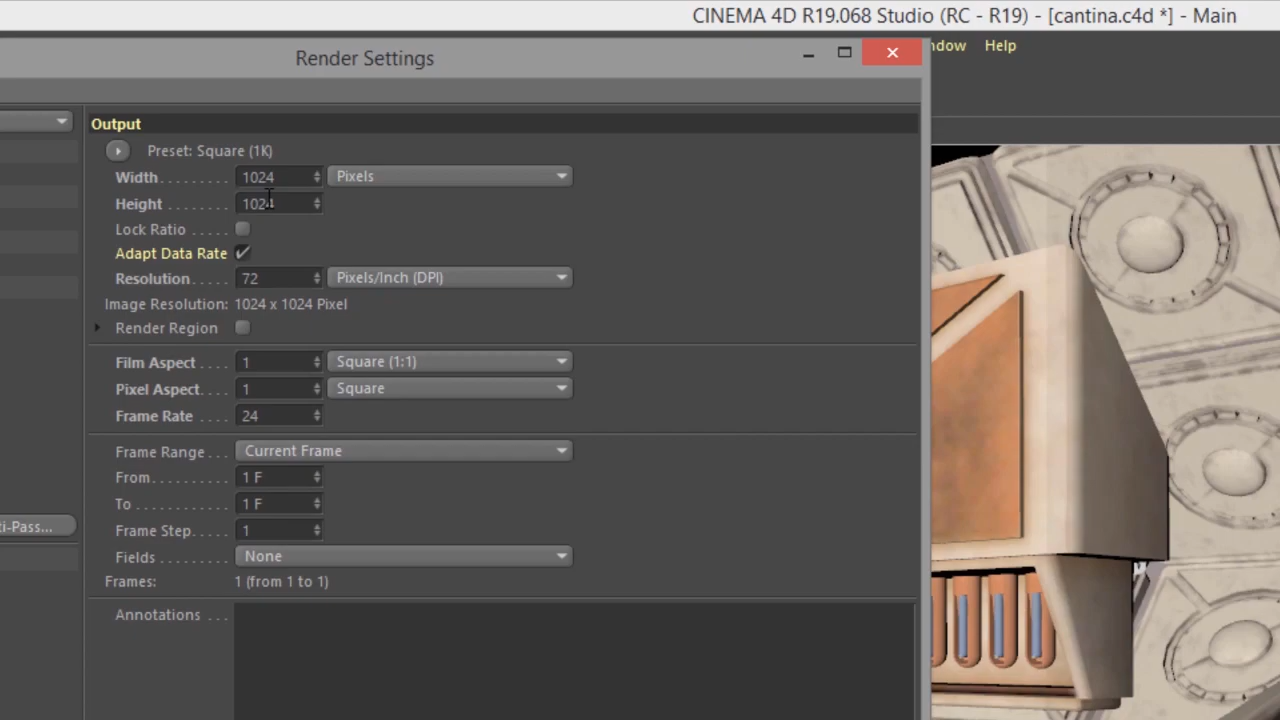 CINEMA 4D R19.068 Studio (RC - R19) - [cantina.c4d *] - Main
Render Settings
ndow Help
Output
Preset: Square (1K)
Width . . . . . . . . . 1024 Pixels
Height . . . . . . . . 1024
Lock Ratio . . . . .
Adapt Data Rate
Resolution . . . . . 72 Pixels/Inch (DPI)
Image Resolution: 1024 x 1024 Pixel
Render Region
Film Aspect . . . . 1 Square (1:1)
Pixel Aspect. . . . 1 Square
Frame Rate . . . . 24
Frame Range . . . Current Frame
From. . . . . . . . . . 1 F
To . . . . . . . . . . . . 1 F
Frame Step. . . . . 1
ti-Pass...
Fields . . . . . . . . . None
Frames: 1 (from 1 to 1)
Annotations . . .